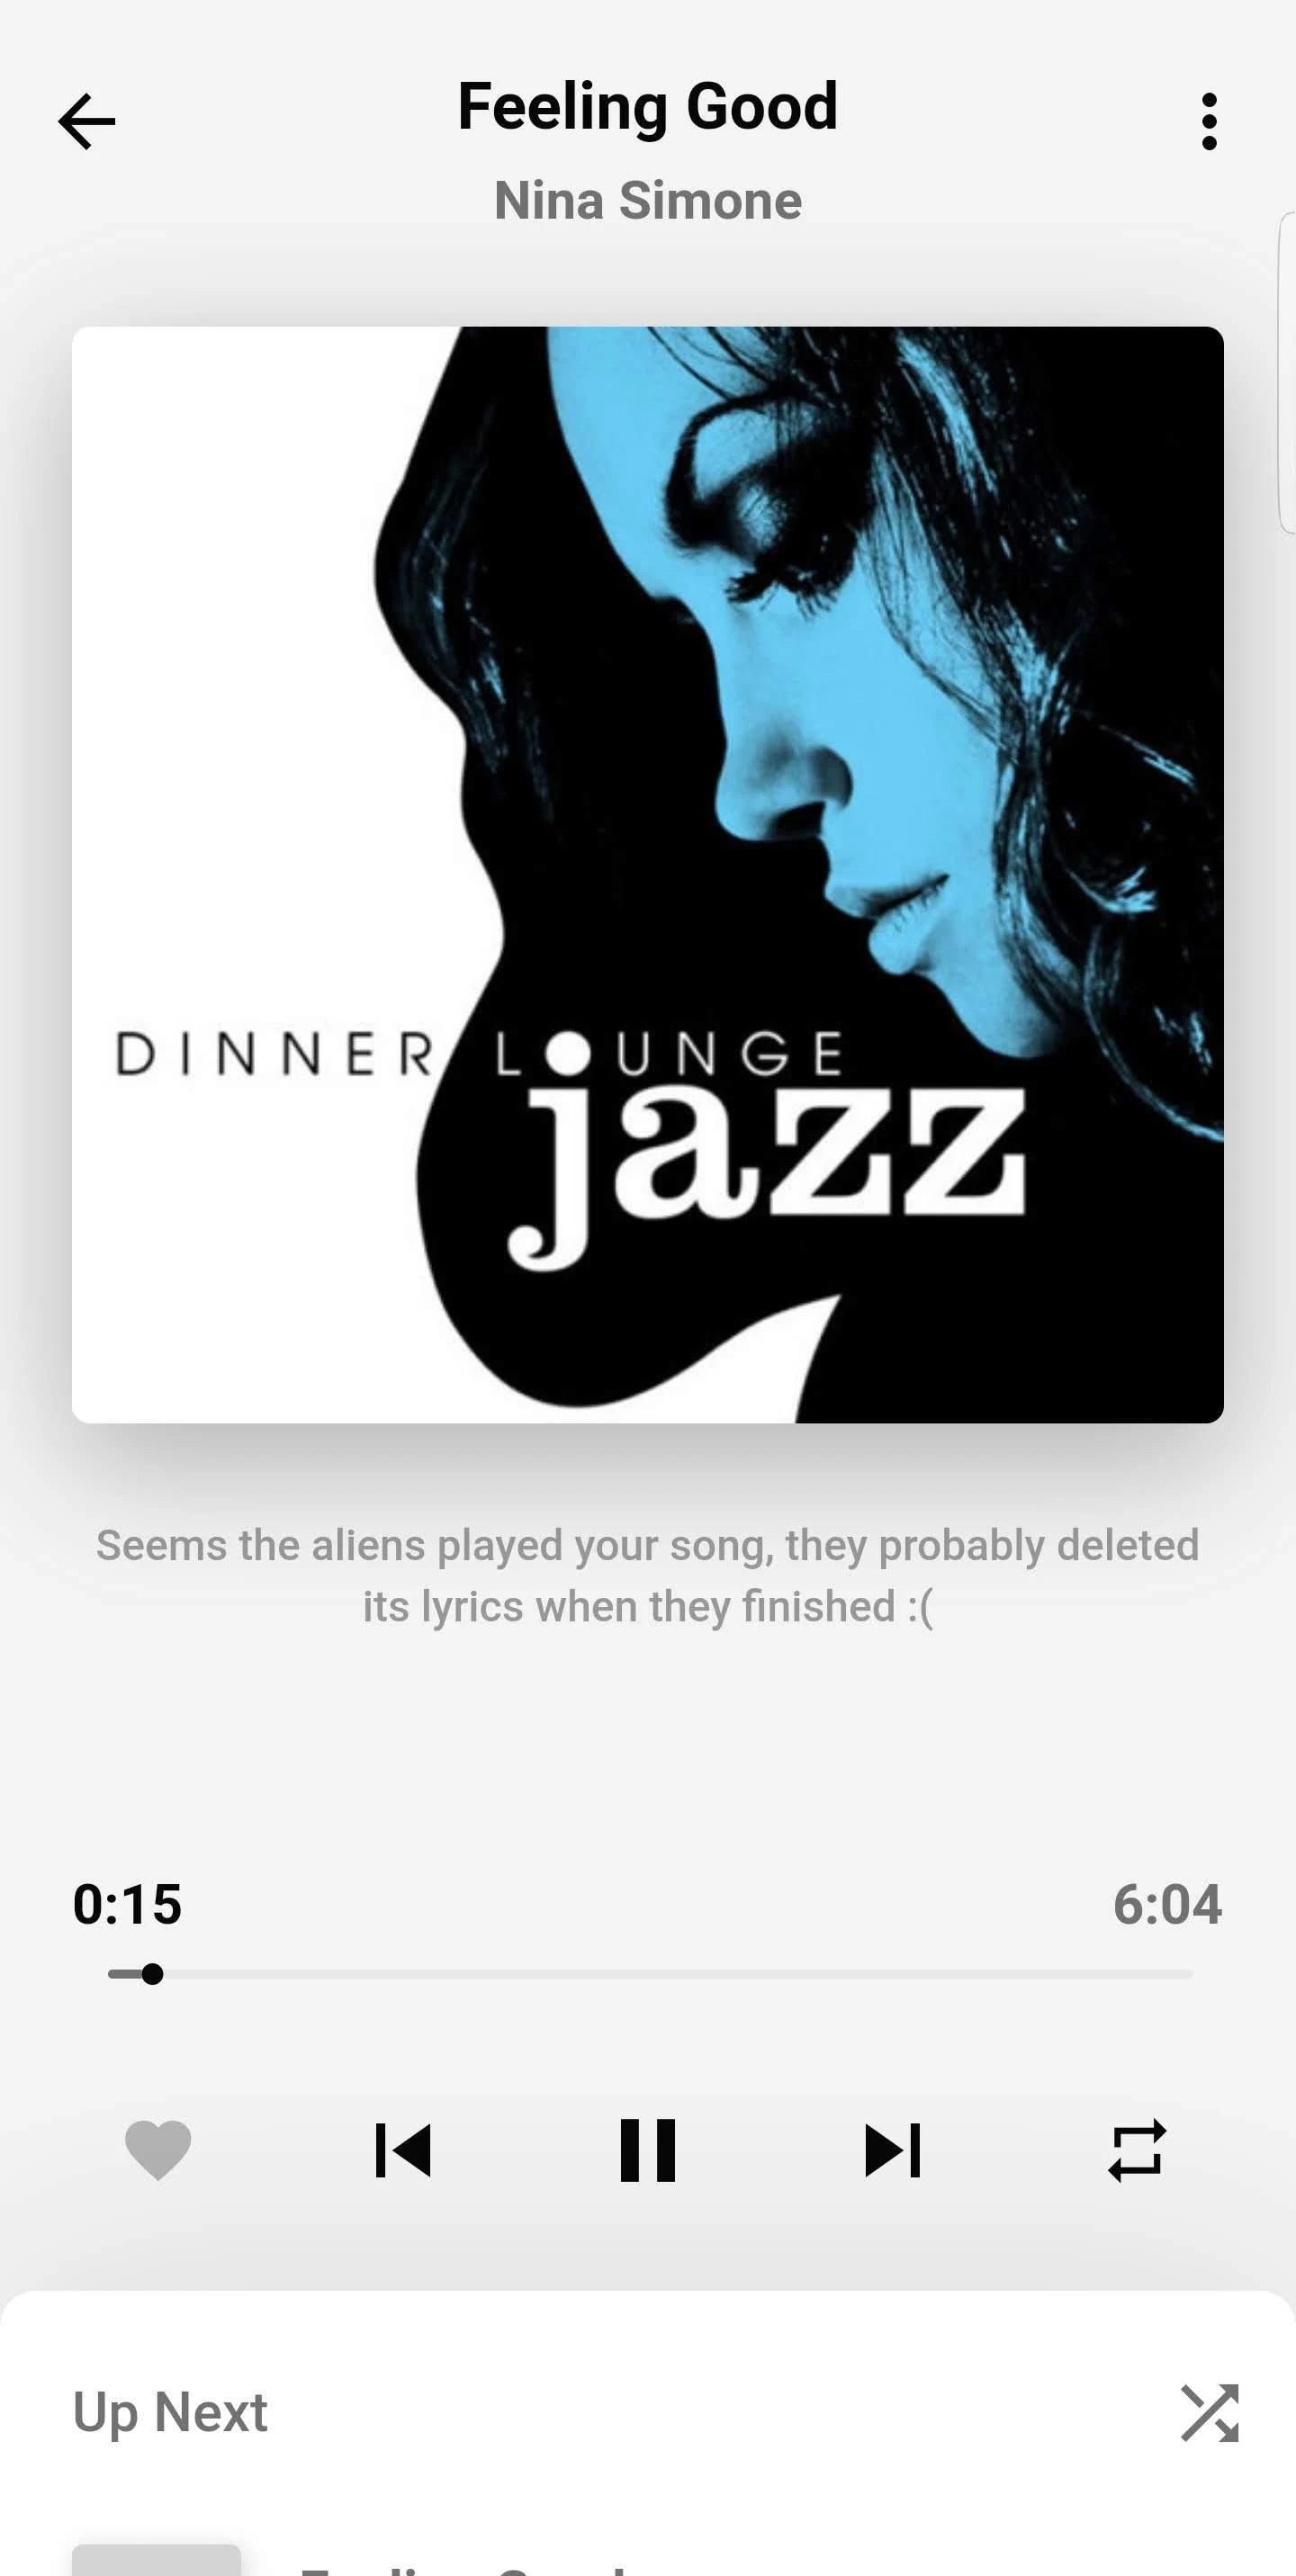 Feeling Good
Nina Simone
DINNER LOUNGE
jazz
Seems the aliens played your song, they probably deleted
its lyrics when they finished :(
0:15 6:04
Up Next